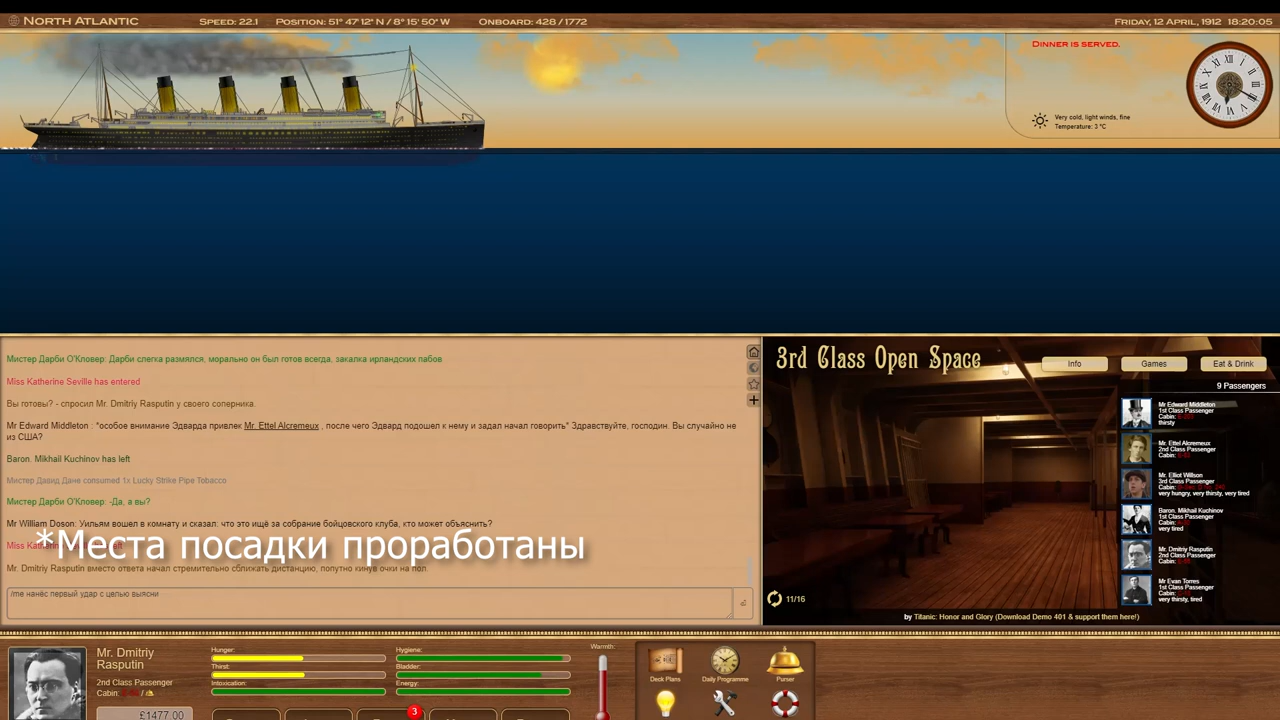 North Atlantic
Speed: 22.1 Position: 51° 47' 12" N / 8° 15' 50" W Onboard: 428 / 1772
Friday, 12 April, 1912 18:20:05
Dinner is served.
Very cold, light winds, fine
Temperature: 3 °C
Мистер Дарби О'Кловер: Дарби слегка размялся, морально он был готов всегда, закалка ирландских пабов.
Miss Katherine Seville has entered
Вы готовы? - спросил Mr. Dmitriy Rasputin у своего соперника.
Mr Edward Middleton : *особое внимание Эдварда привлек Mr. Ettel Alcremeux , после чего Эдвард подошел к нему и задал начал говорить* Здравствуйте, господин. Вы случайно не
из США?
Baron. Mikhail Kuchinov has left
Мистер Давид Дане consumed 1x Lucky Strike Pipe Tobacco
Мистер Дарби О'Кловер: -Да, а вы?
Mr William Doson: Уильям вошел в комнату и сказал: что это ищё за собрание бойцовского клуба, кто может объяснить?
*Места посадки проработаны
Mr. Dmitriy Rasputin вместо ответа начал стремительно сближать дистанцию, попутно кинув очки на пол.
/me нанёс первый удар с целью выясни
3rd Class Open Space
Info
Games
Eat & Drink
9 Passengers
Mr Edward Middleton
1st Class Passenger
Cabin:
thirsty
Mr. Ettel Alcremeux
2nd Class Passenger
Cabin:
Mr. Elliot Willson
3rd Class Passenger
Cabin:
very hungry, very thirsty, very tired
Baron. Mikhail Kuchinov
1st Class Passenger
Cabin:
very tired
Mr. Dmitriy Rasputin
2nd Class Passenger
Cabin:
Mr Evan Torres
1st Class Passenger
Cabin:
very thirsty, tired
11/16
by Titanic: Honor and Glory (Download Demo 401 & support them here!)
Mr. Dmitriy
Rasputin
2nd Class Passenger
Cabin:
£1477.00
Hunger:
Thirst:
Intoxication:
Hygiene:
Bladder:
Energy:
Warmth:
3
Deck Plans
Daily Programme
Purser